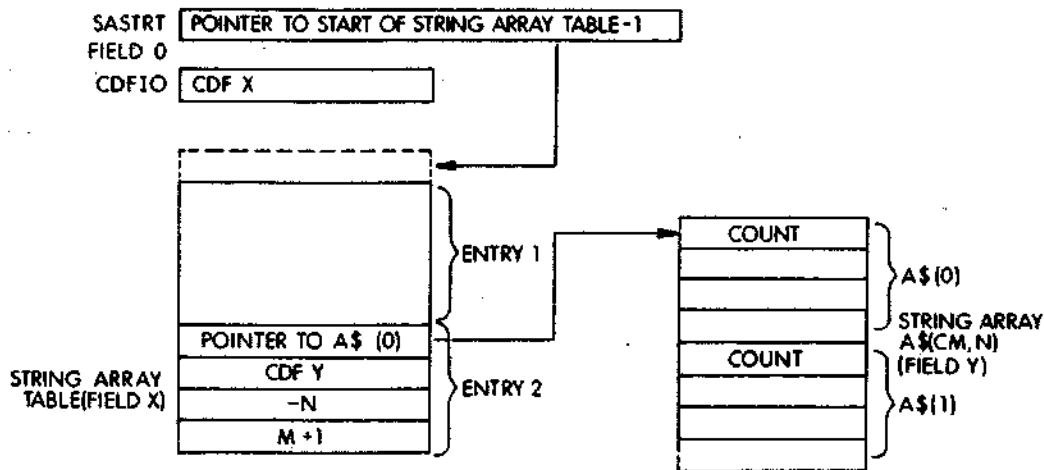 SASTRT POINTER TO START OF STRING ARRAY TABLE-1
FIELD 0
CDFIO CDF X
ENTRY 1
POINTER TO A$ (0)
CDF Y
-N
M +1
STRING ARRAY
TABLE(FIELD X)
ENTRY 2
COUNT
A$(0)
STRING ARRAY
A$(CM,N)
(FIELD Y)
COUNT
A$(1)